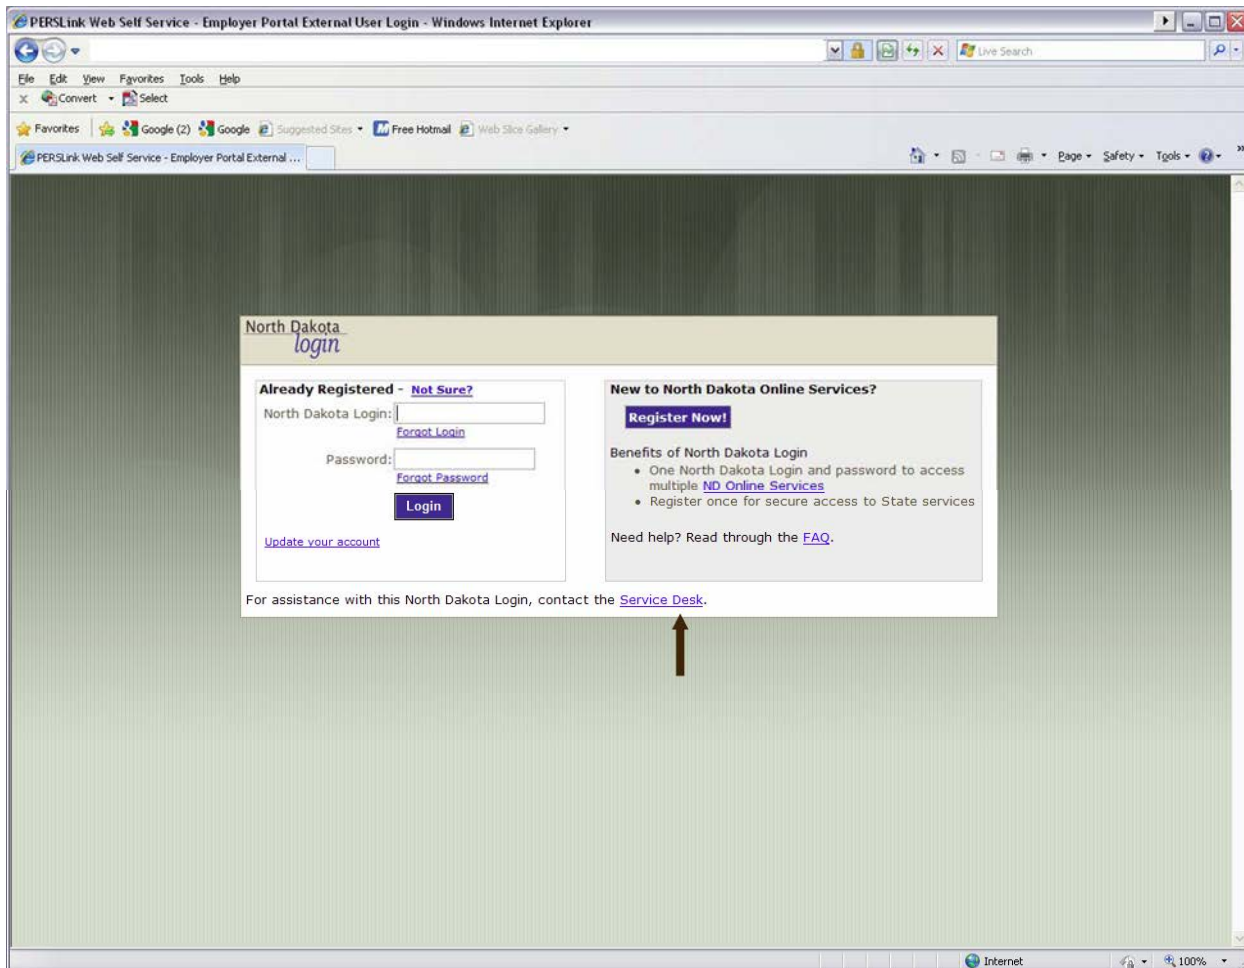 PERSLink Web Self Service - Employer Portal External User Login - Windows Internet Explorer
Live Search
File Edit View Favorites Tools Help
x Convert Select
Favorites Google (2) Google Suggested Sites Free Hotmail Web Slice Gallery
PERSLink Web Self Service - Employer Portal External ...
Page Safety Tools »
North Dakota
login
Already Registered - Not Sure?
North Dakota Login:
Forgot Login
Password:
Forgot Password
Login
Update your account
New to North Dakota Online Services?
Register Now!
Benefits of North Dakota Login
• One North Dakota Login and password to access
multiple ND Online Services
• Register once for secure access to State services
Need help? Read through the FAQ.
For assistance with this North Dakota Login, contact the Service Desk.
Internet 100%